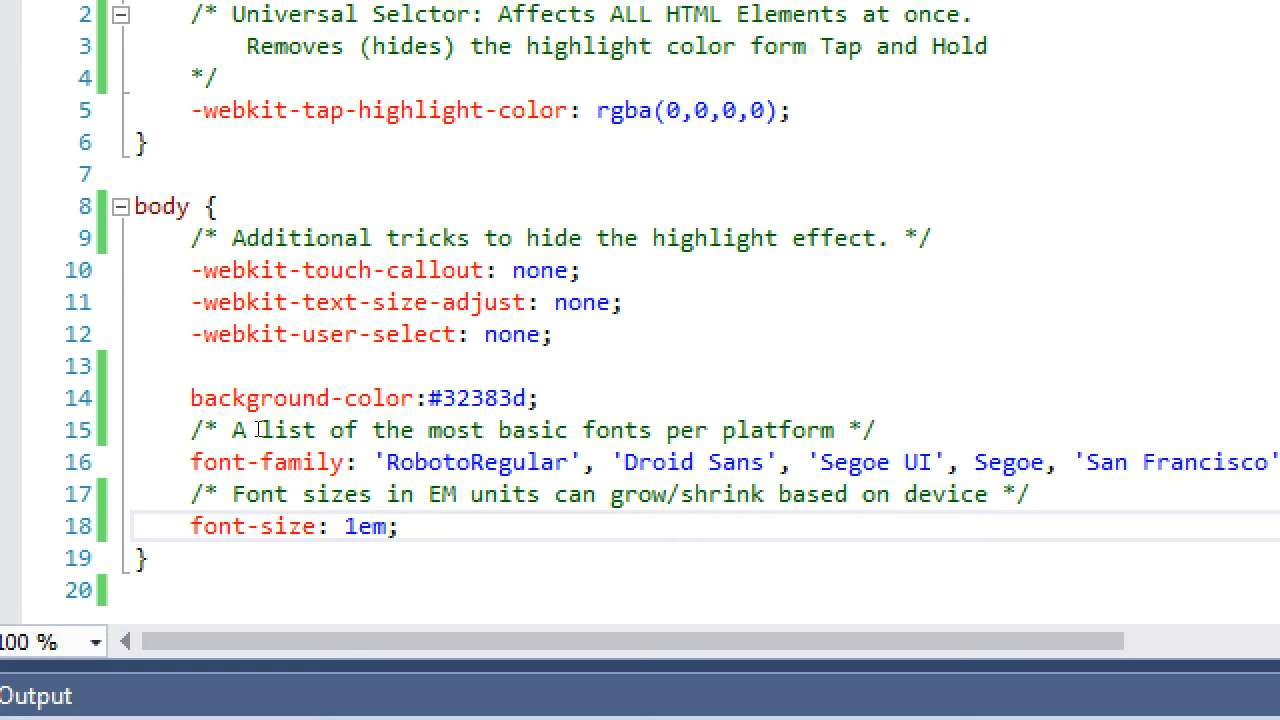 2 /* Universal Selctor: Affects ALL HTML Elements at once.
3 Removes (hides) the highlight color form Tap and Hold
4 */
5 -webkit-tap-highlight-color: rgba(0,0,0,0);
6 }
7
8 body {
9 /* Additional tricks to hide the highlight effect. */
10 -webkit-touch-callout: none;
11 -webkit-text-size-adjust: none;
12 -webkit-user-select: none;
13
14 background-color:#32383d;
15 /* A list of the most basic fonts per platform */
16 font-family: 'RobotoRegular', 'Droid Sans', 'Segoe UI', Segoe, 'San Francisco'
17 /* Font sizes in EM units can grow/shrink based on device */
18 font-size: 1em;
19 }
20
100 %
Output